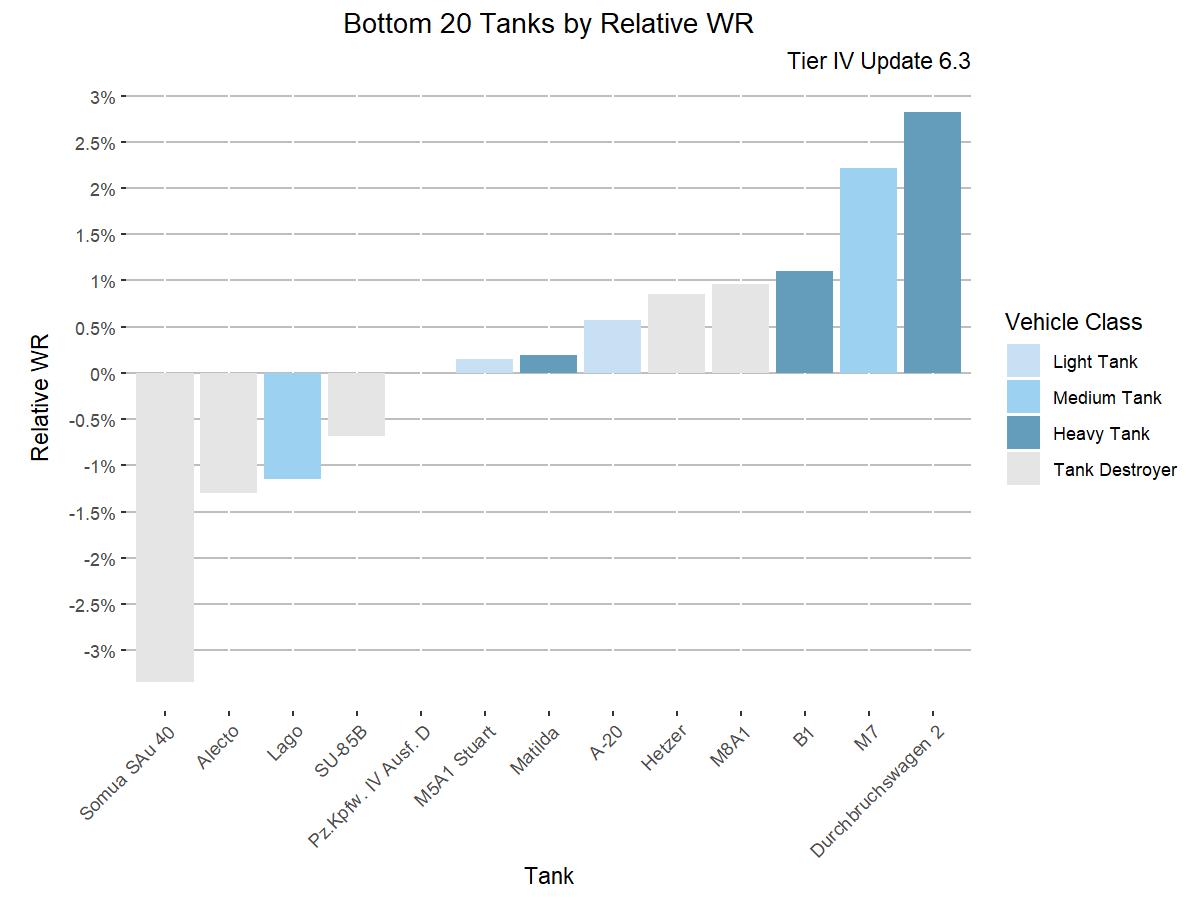 Bottom 20 Tanks by Relative WR
Tier IV Update 6.3
3%
2.5%
2%
1.5%
1%
0.5%
0%
-0.5%
-1%
-1.5%
-2%
-2.5%
-3%
Relative WR
Somua SAu 40
Alecto
Lago
SU-85B
Pz.Kpfw. IV Ausf. D
M5A1 Stuart
Matilda
A-20
Hetzer
M8A1
B1
M7
Durchbruchswagen 2
Tank
Vehicle Class
Light Tank
Medium Tank
Heavy Tank
Tank Destroyer